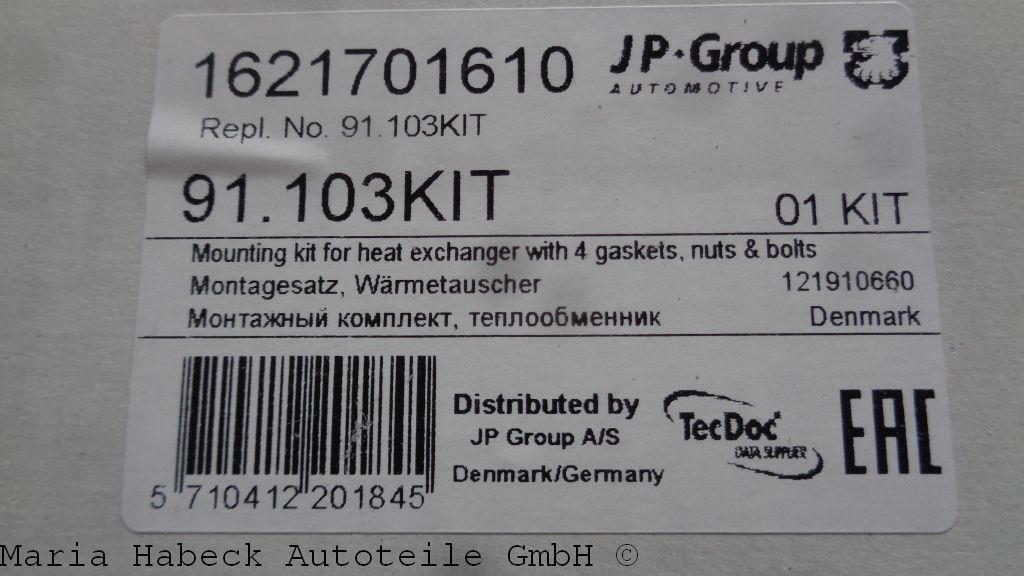 1621701610
JP·Group
AUTOMOTIVE
Repl. No. 91.103KIT
91.103KIT
01 KIT
Mounting kit for heat exchanger with 4 gaskets, nuts & bolts
Montagesatz, Wärmetauscher
121910660
Монтажный комплект, теплообменник
Denmark
Distributed by
JP Group A/S
Denmark/Germany
TecDoc
DATA SUPPLIER
EAC
5 710412 201845
Maria Habeck Autoteile GmbH ©